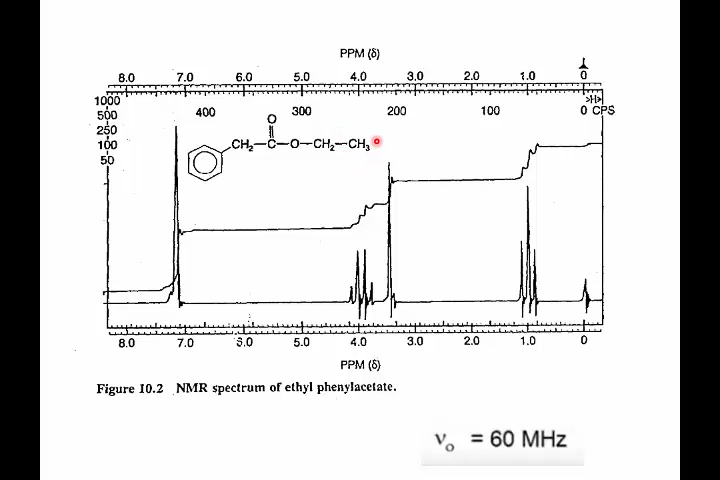 PPM (δ)
8.0 7.0 6.0 5.0 4.0 3.0 2.0 1.0 0
1000
500
250
100
50
400 300 200 100 0 CPS
>H>
O
CH₂—C—O—CH₂—CH₃
8.0 7.0 6.0 5.0 4.0 3.0 2.0 1.0 0
PPM (δ)
Figure 10.2 NMR spectrum of ethyl phenylacetate.
νₒ = 60 MHz